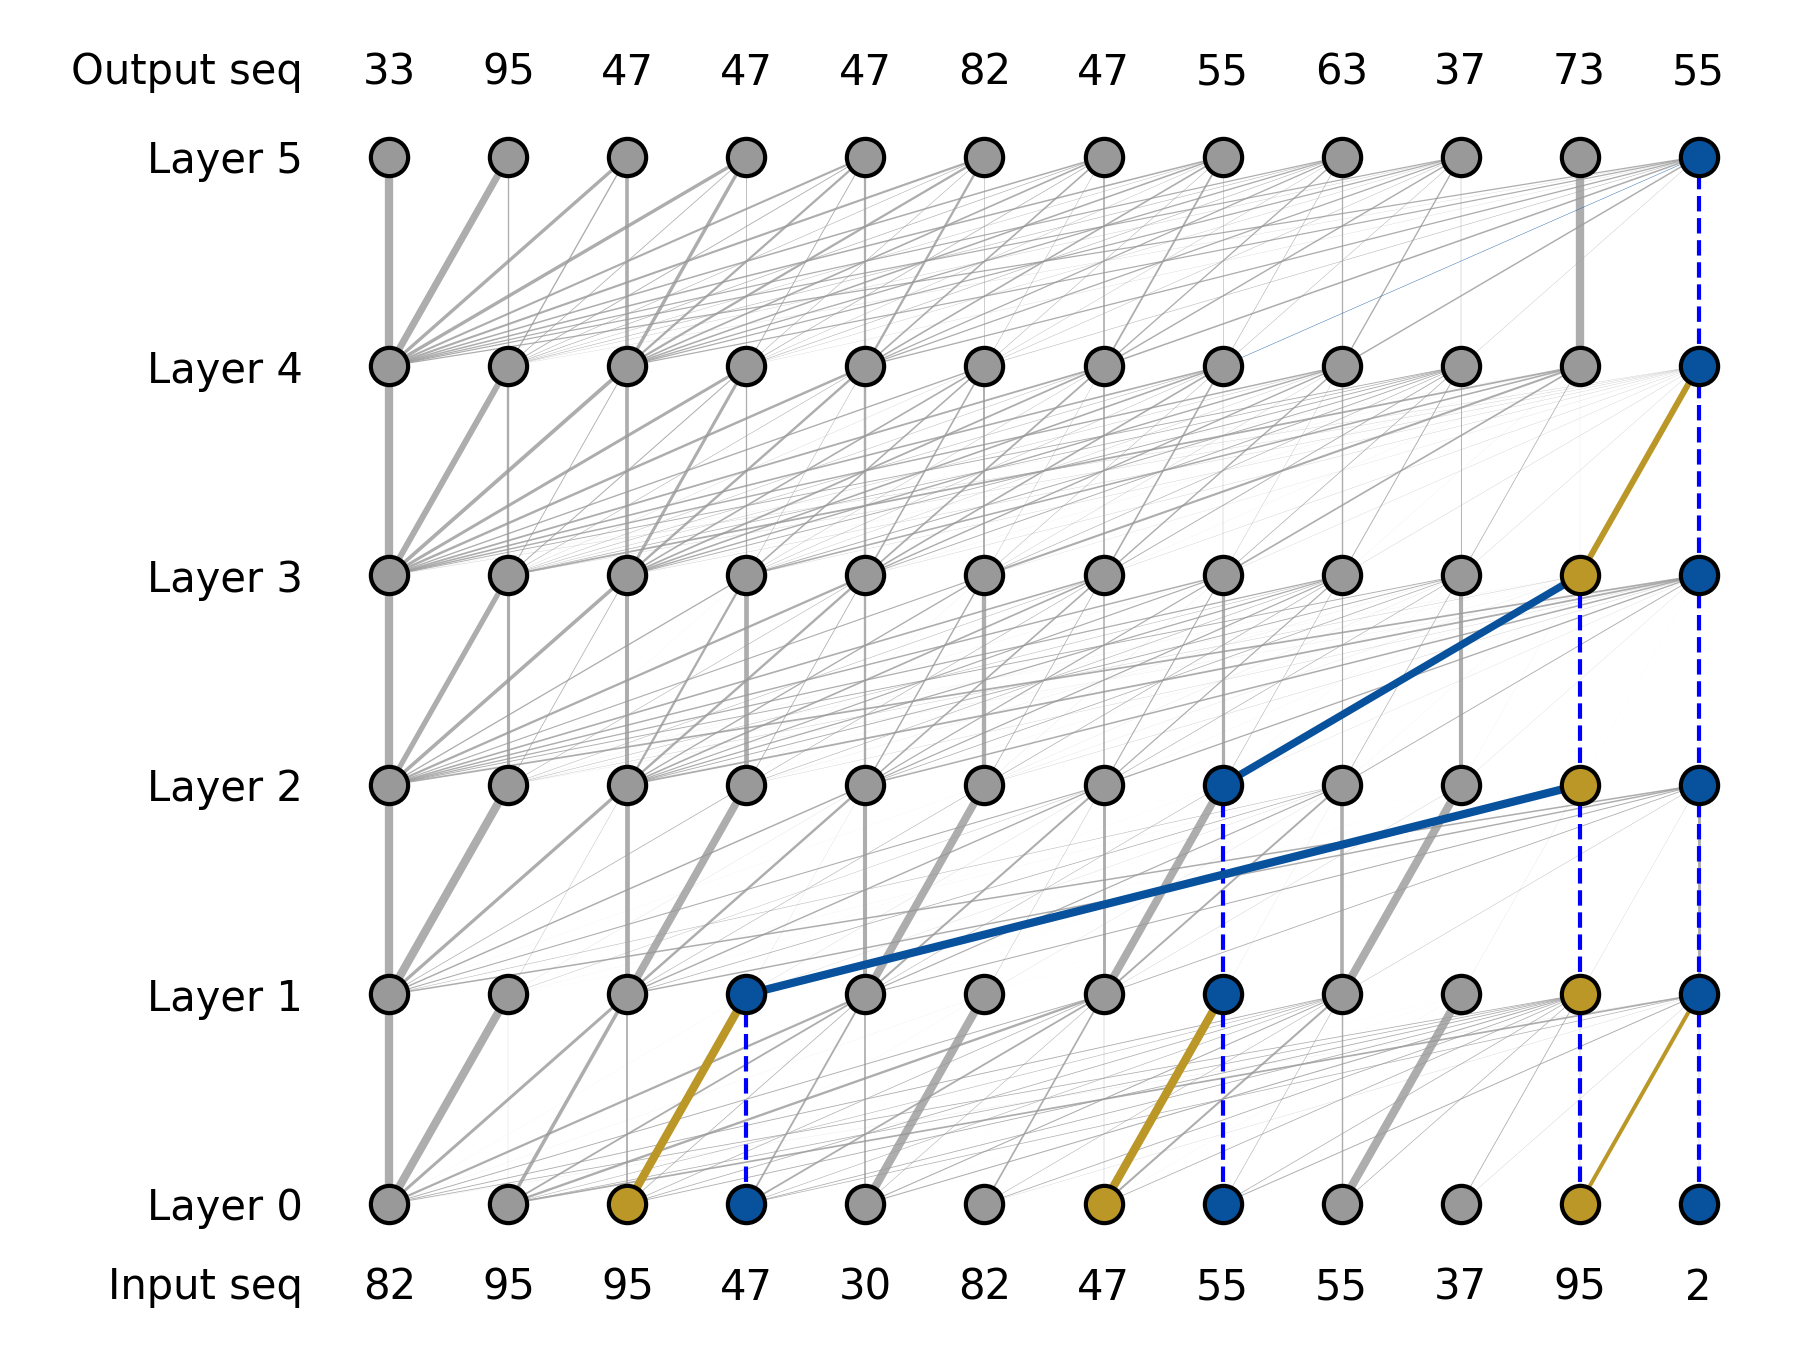 Output seq 33 95 47 47 47 82 47 55 63 37 73 55
Layer 5
Layer 4
Layer 3
Layer 2
Layer 1
Layer 0
Input seq 82 95 95 47 30 82 47 55 55 37 95 2